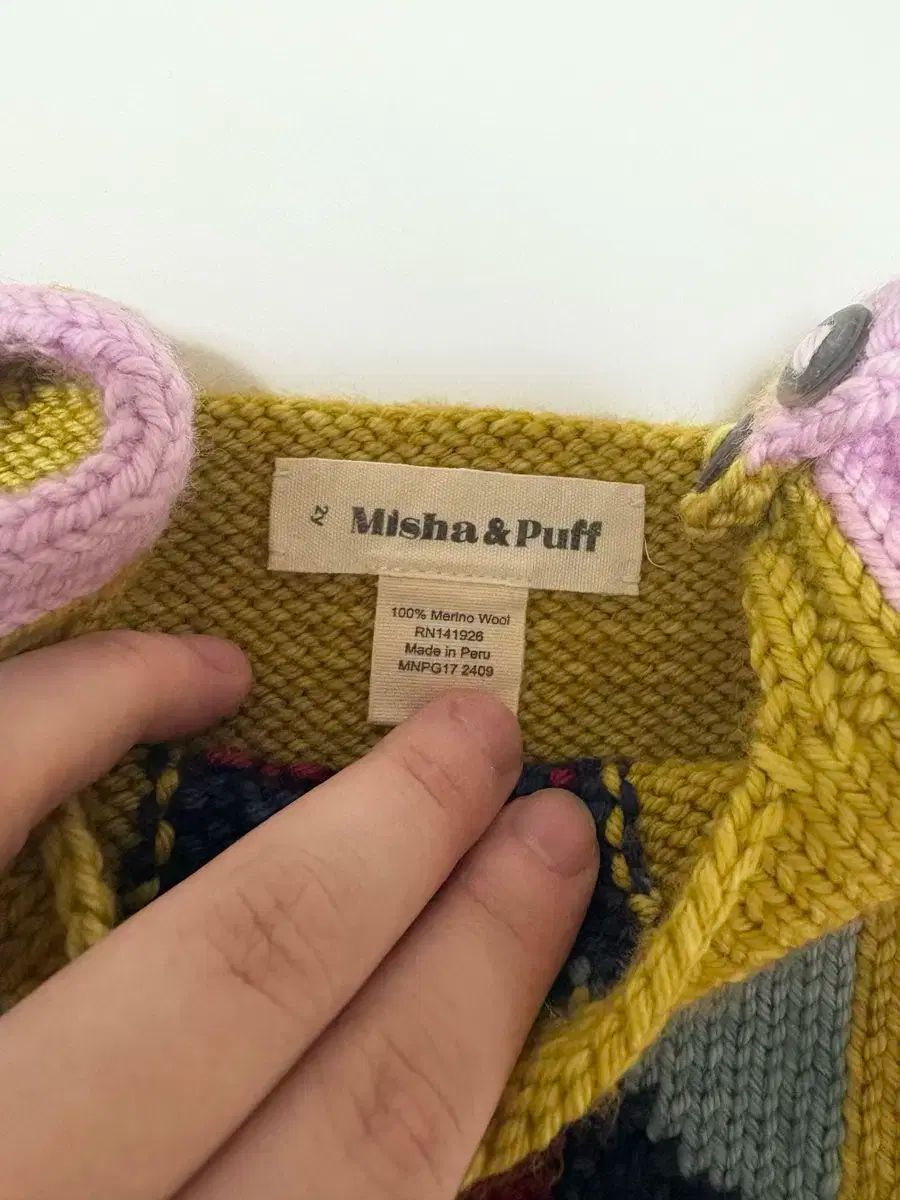 2y Misha & Puff
100% Merino Wool
RN141926
Made in Peru
MNPG17 2409